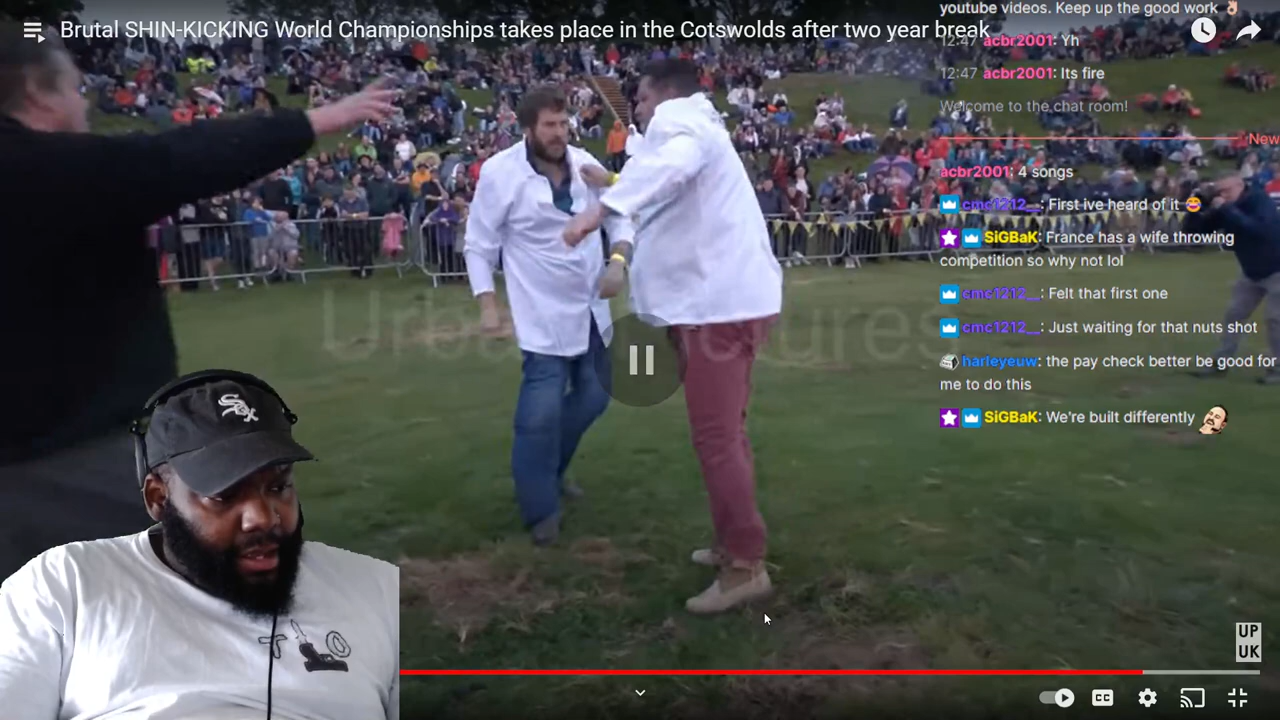 youtube videos. Keep up the good work
Brutal SHIN-KICKING World Championships takes place in the Cotswolds after two year break
12:47 acbr2001: Yh
12:47 acbr2001: Its fire
Welcome to the chat room!
New
acbr2001: 4 songs
cmc1212__: First ive heard of it
SiGBaK: France has a wife throwing
competition so why not lol
cmc1212__: Felt that first one
cmc1212__: Just waiting for that nuts shot
harleyeuw: the pay check better be good for
me to do this
SiGBaK: We're built differently
Sox
T L O
UP
UK
CC